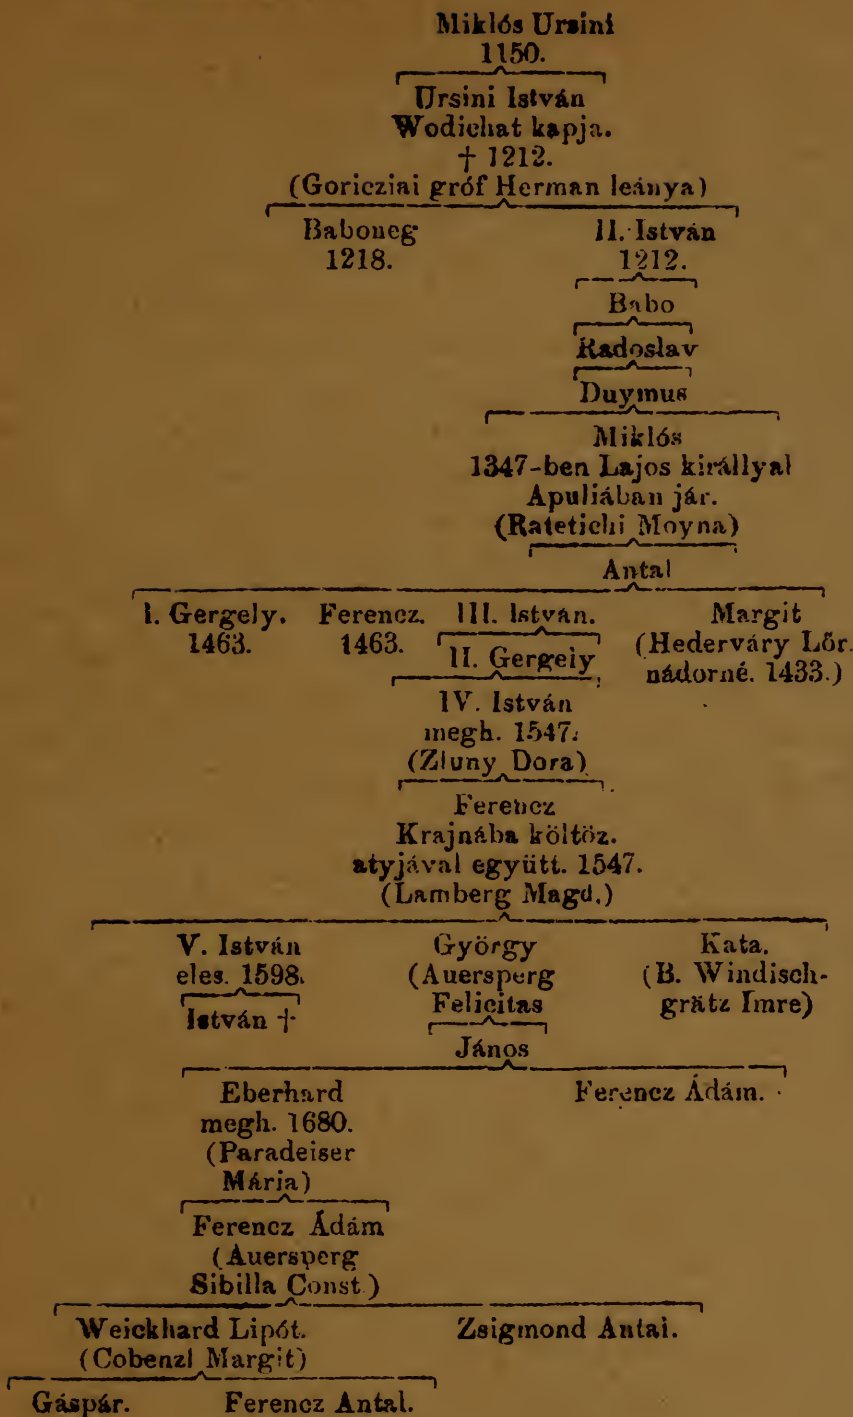 Miklós Ursini
1150.
Ursini István
Wodichat kapja.
† 1212.
(Goricziai gróf Herman leánya)
Baboneg II. István
1218. 1212.
Babo
Radoslav
Duymus
Miklós
1347-ben Lajos királlyal
Apuliában jár.
(Ratetichi Moyna)
Antal
I. Gergely. Ferencz. III. István. Margit
1463. 1463. (Hederváry Lőr.
II. Gergely nádorné. 1433.)
IV. István
megh. 1547.
(Zluny Dora)
Ferencz
Krajnába költöz.
atyjával együtt. 1547.
(Lamberg Magd.)
V. István György Kata.
eles. 1598. (Auersperg (B. Windisch-
István † Felicitas grätz Imre)
János
Eberhard Ferencz Ádám.
megh. 1680.
(Paradeiser
Mária)
Ferencz Ádám
(Auersperg
Sibilla Const.)
Weickhard Lipót. Zsigmond Antal.
(Cobenzl Margit)
Gáspár. Ferencz Antal.